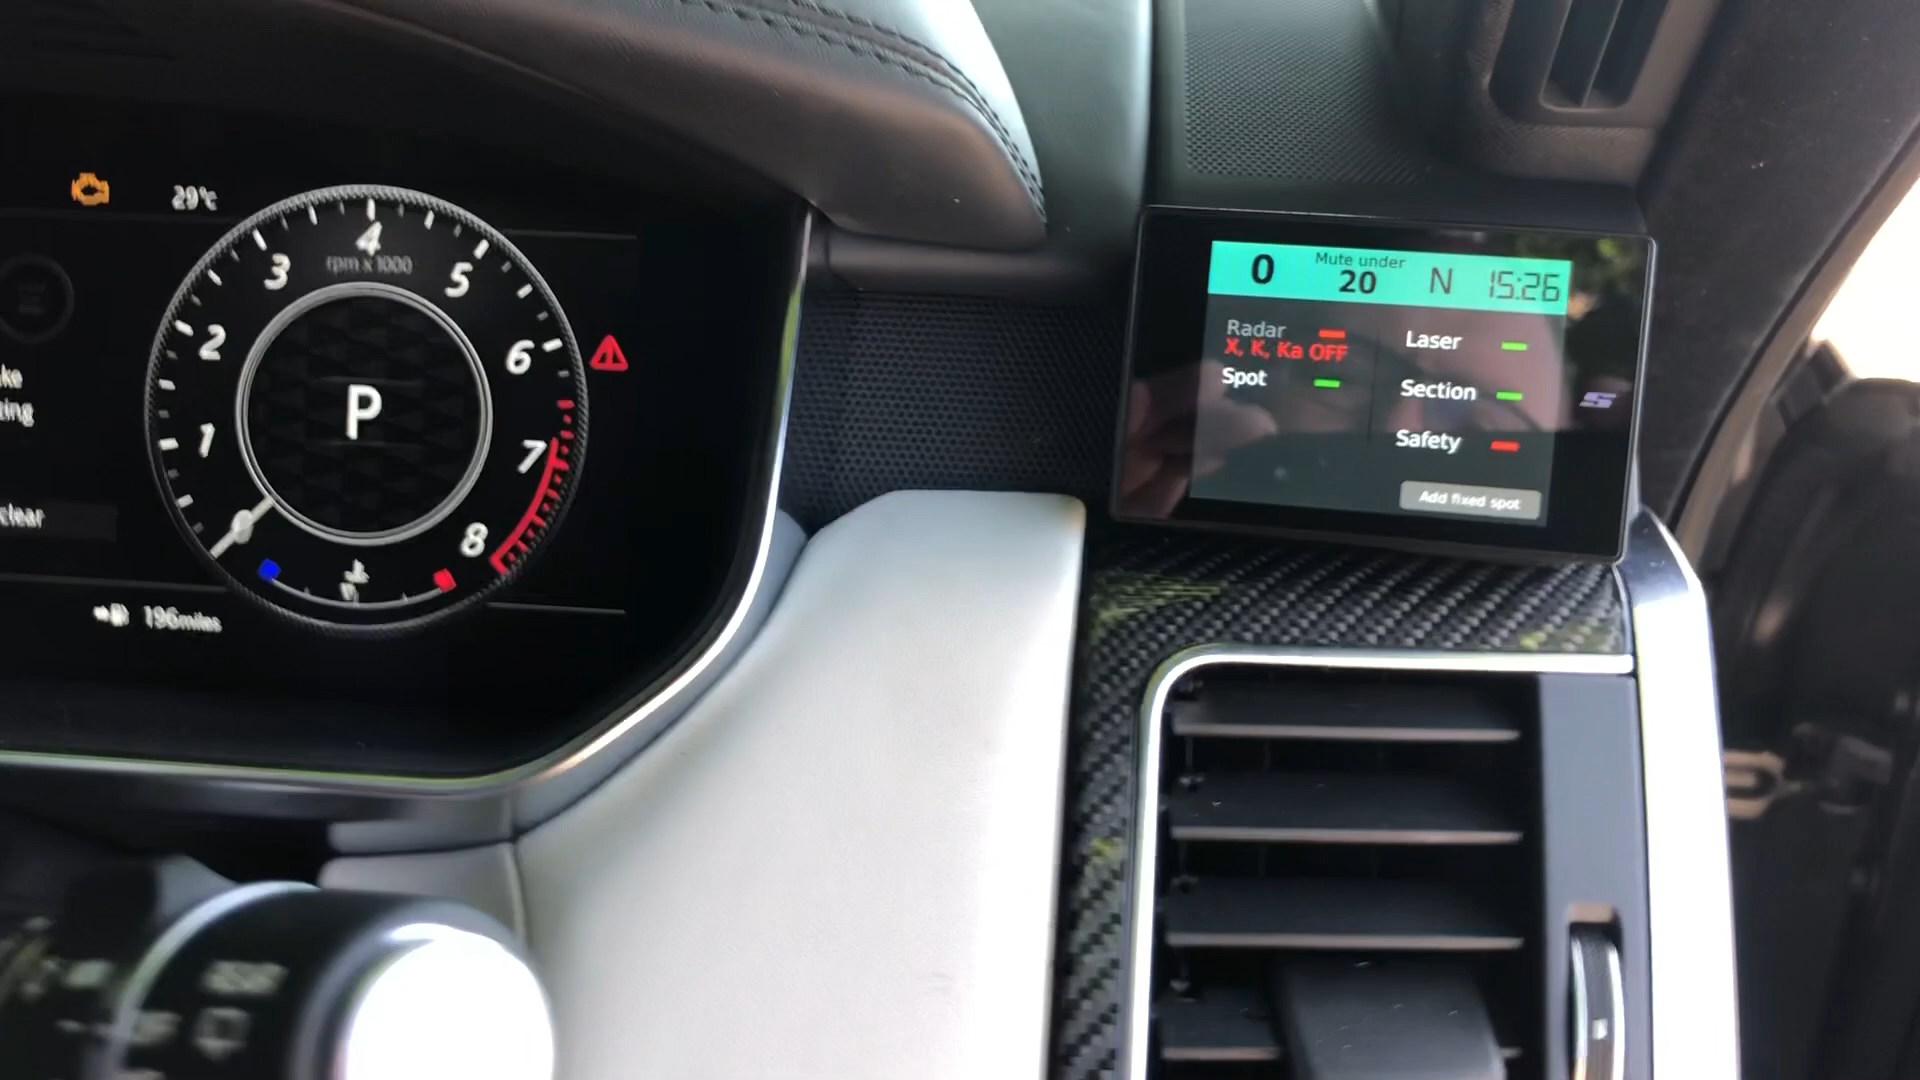 29°C
4
rpm x 1000
3
5
2
6
P
1
7
8
ke
ing
clear
196miles
0 Mute under 20 N 15:26
Radar
X, K, Ka OFF
Spot
Laser
Section
Safety
Add fixed spot